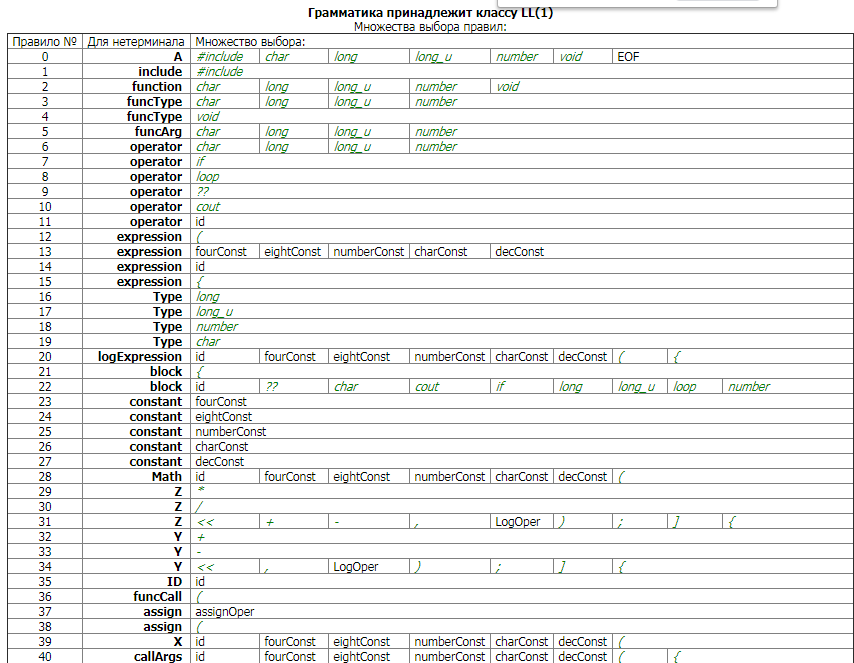 Грамматика принадлежит классу LL(1)
Множества выбора правил:
Правило № Для нетерминала Множество выбора:
0 A #include char long long_u number void EOF
1 include #include
2 function char long long_u number void
3 funcType char long long_u number
4 funcType void
5 funcArg char long long_u number
6 operator char long long_u number
7 operator if
8 operator loop
9 operator ??
10 operator cout
11 operator id
12 expression (
13 expression fourConst eightConst numberConst charConst decConst
14 expression id
15 expression {
16 Type long
17 Type long_u
18 Type number
19 Type char
20 logExpression id fourConst eightConst numberConst charConst decConst ( {
21 block {
22 block id ?? char cout if long long_u loop number
23 constant fourConst
24 constant eightConst
25 constant numberConst
26 constant charConst
27 constant decConst
28 Math id fourConst eightConst numberConst charConst decConst (
29 Z *
30 Z /
31 Z << + - , LogOper ) ; ] {
32 Y +
33 Y -
34 Y << , LogOper ) ; ] {
35 ID id
36 funcCall (
37 assign assignOper
38 assign (
39 X id fourConst eightConst numberConst charConst decConst (
40 callArgs id fourConst eightConst numberConst charConst decConst ( {